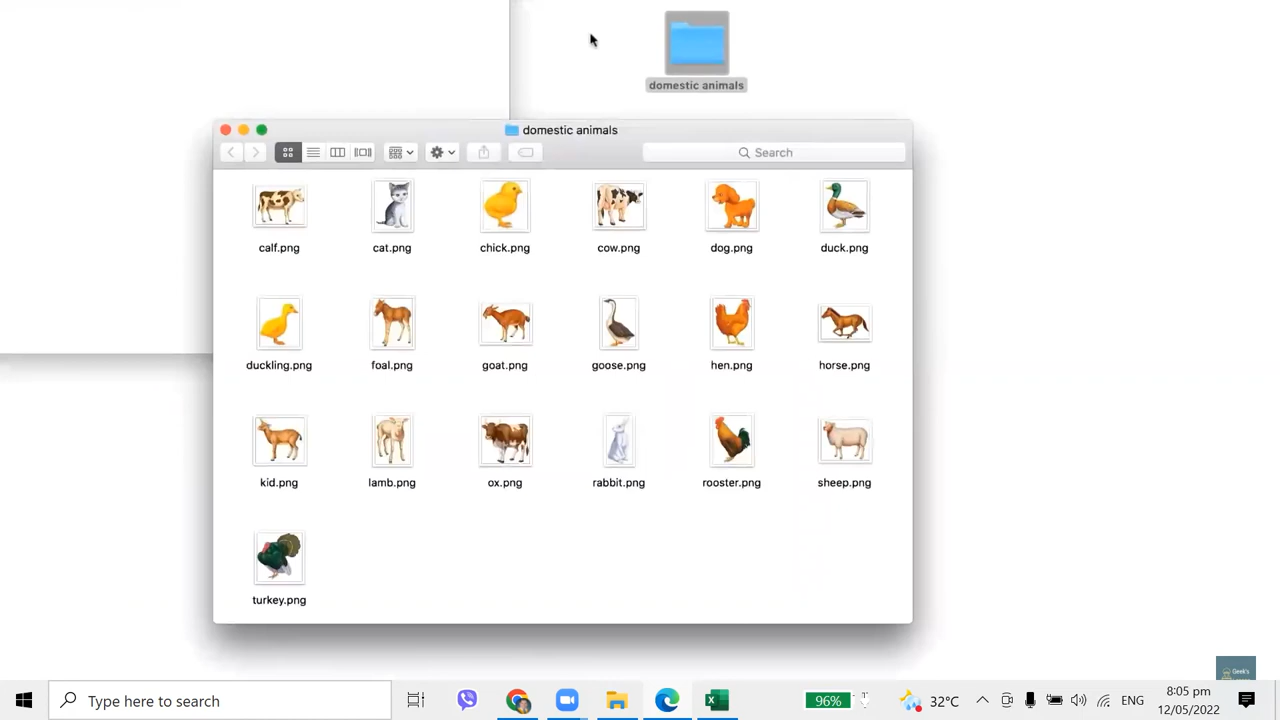 domestic animals
domestic animals
Search
calf.png cat.png chick.png cow.png dog.png duck.png
duckling.png foal.png goat.png goose.png hen.png horse.png
kid.png lamb.png ox.png rabbit.png rooster.png sheep.png
turkey.png
Geek's
Type here to search
96%
32°C
ENG
8:05 pm
12/05/2022